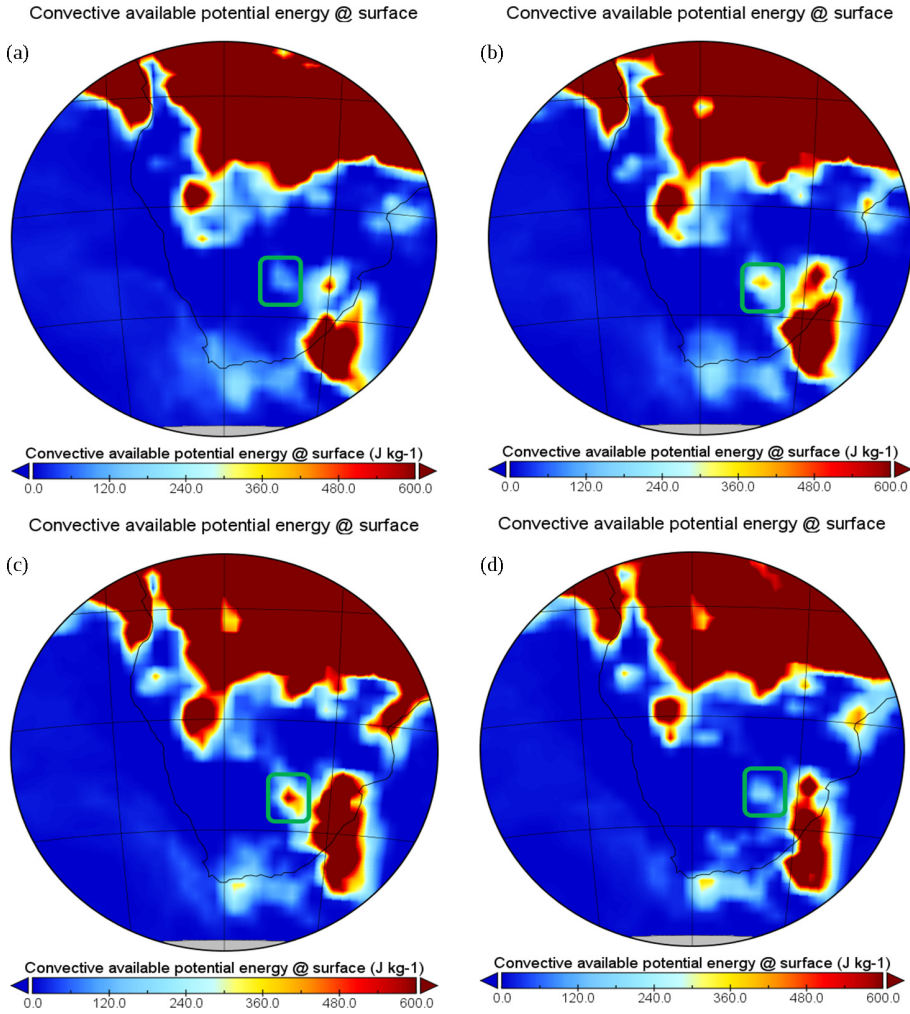 Convective available potential energy @ surface
(a)
Convective available potential energy @ surface (J kg-1)
0.0 120.0 240.0 360.0 480.0 600.0
Convective available potential energy @ surface
(b)
Convective available potential energy @ surface (J kg-1)
0.0 120.0 240.0 360.0 480.0 600.0
Convective available potential energy @ surface
(c)
Convective available potential energy @ surface (J kg-1)
0.0 120.0 240.0 360.0 480.0 600.0
Convective available potential energy @ surface
(d)
Convective available potential energy @ surface (J kg-1)
0.0 120.0 240.0 360.0 480.0 600.0